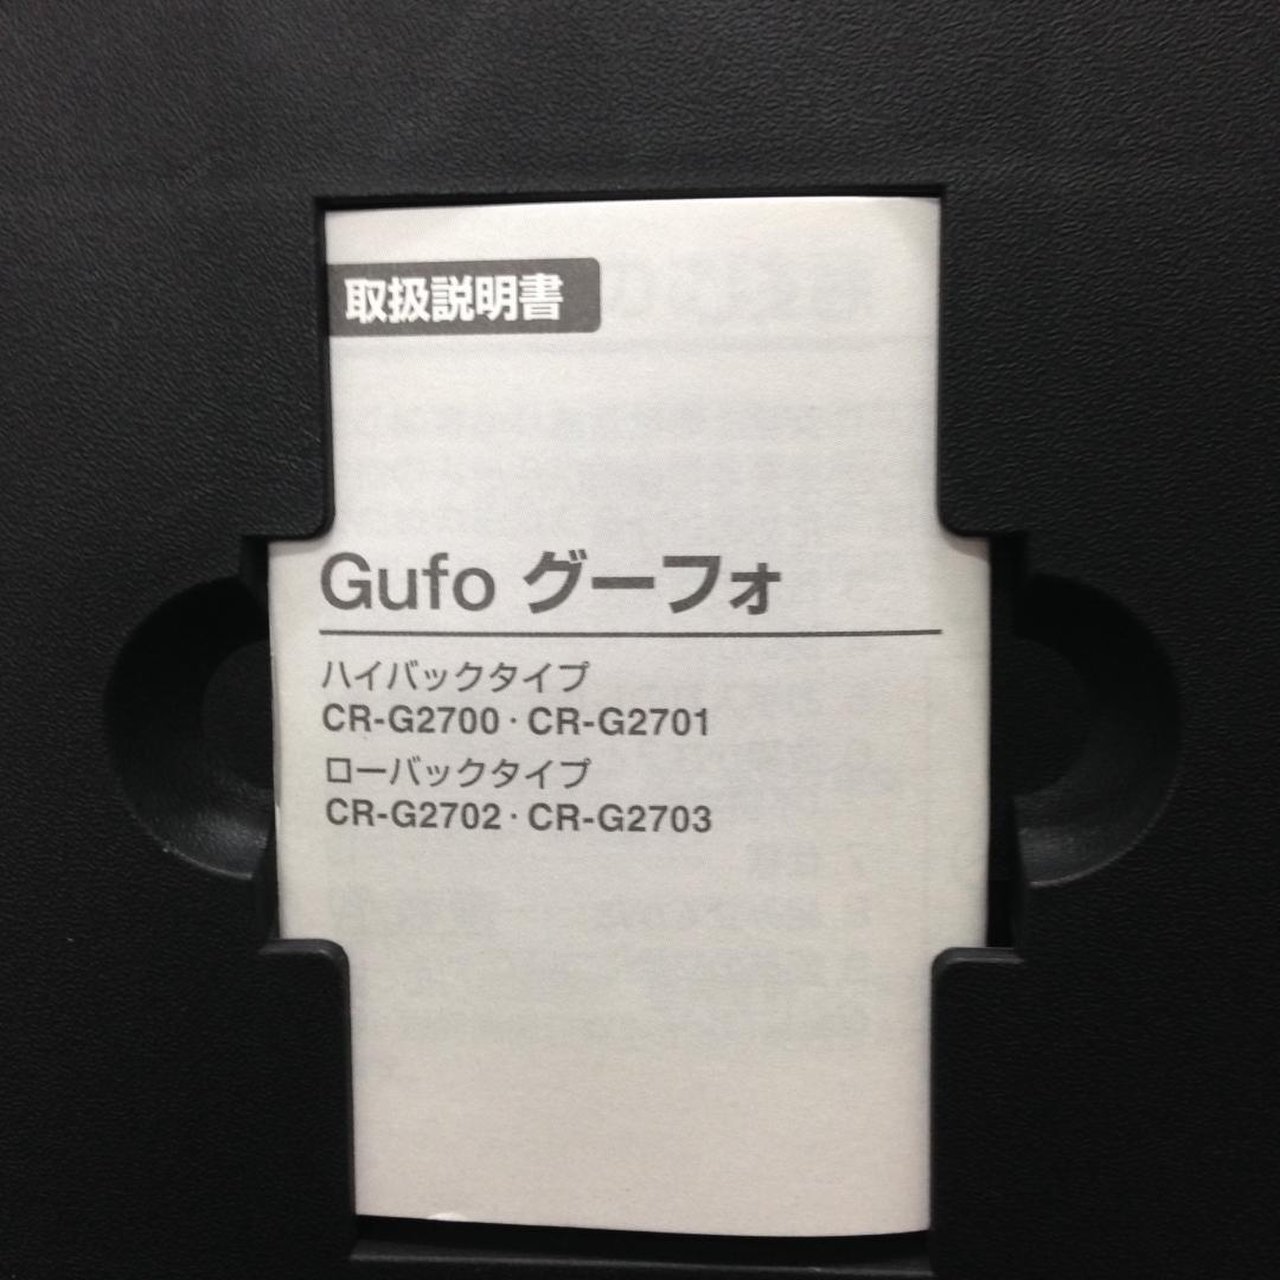 取扱説明書
Gufo グーフォ
ハイバックタイプ
CR-G2700・CR-G2701
ローバックタイプ
CR-G2702・CR-G2703